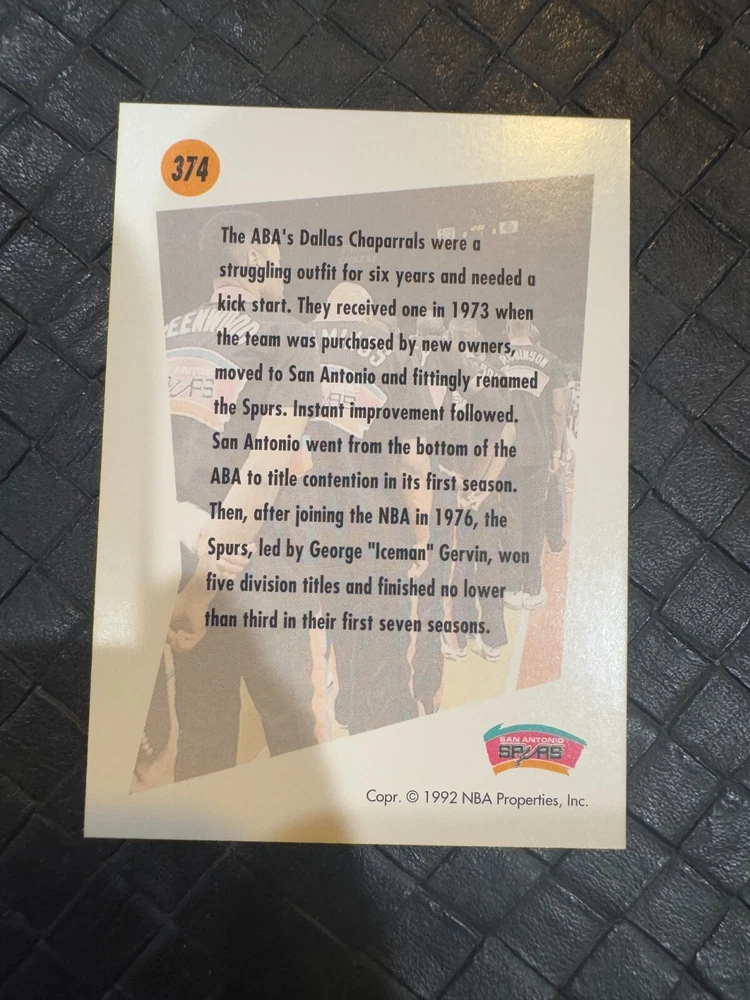 374
The ABA's Dallas Chaparrals were a
struggling outfit for six years and needed a
kick start. They received one in 1973 when
the team was purchased by new owners,
moved to San Antonio and fittingly renamed
the Spurs. Instant improvement followed.
San Antonio went from the bottom of the
ABA to title contention in its first season.
Then, after joining the NBA in 1976, the
Spurs, led by George "Iceman" Gervin, won
five division titles and finished no lower
than third in their first seven seasons.
ROBINSON
SAN ANTONIO
SPURS
Copr. © 1992 NBA Properties, Inc.